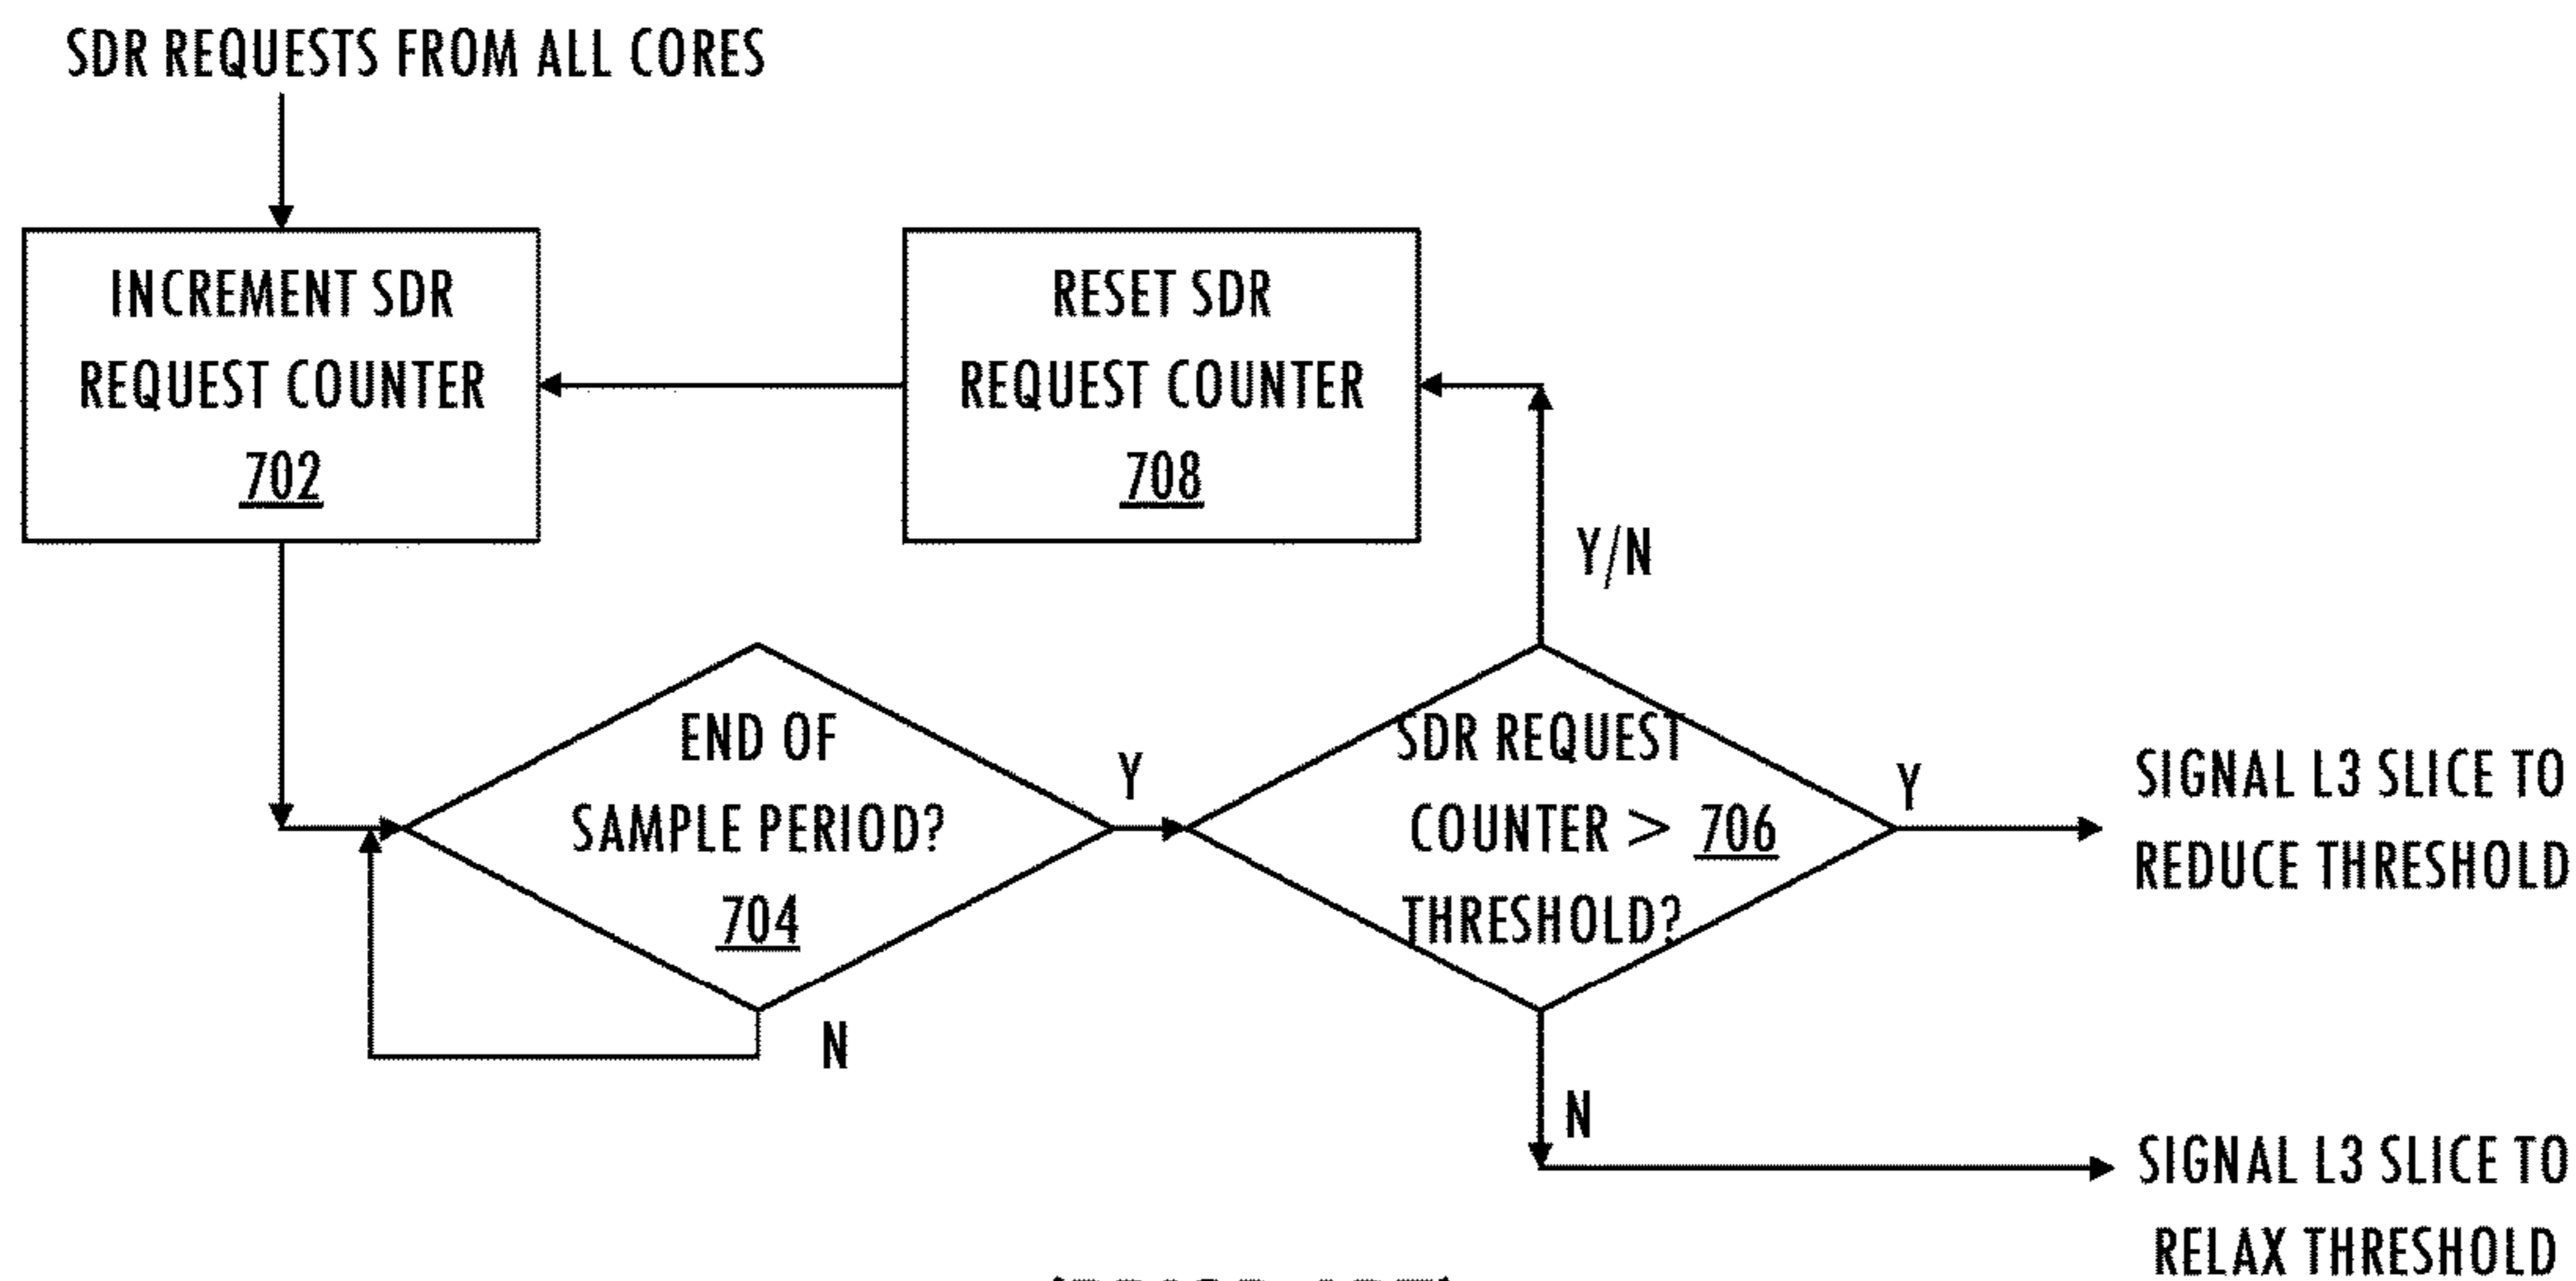 SDR REQUESTS FROM ALL CORES
INCREMENT SDR
REQUEST COUNTER
702
RESET SDR
REQUEST COUNTER
708
Y/N
END OF
SAMPLE PERIOD?
704
Y
N
SDR REQUEST
COUNTER > 706
THRESHOLD?
Y
SIGNAL L3 SLICE TO
REDUCE THRESHOLD
N
SIGNAL L3 SLICE TO
RELAX THRESHOLD